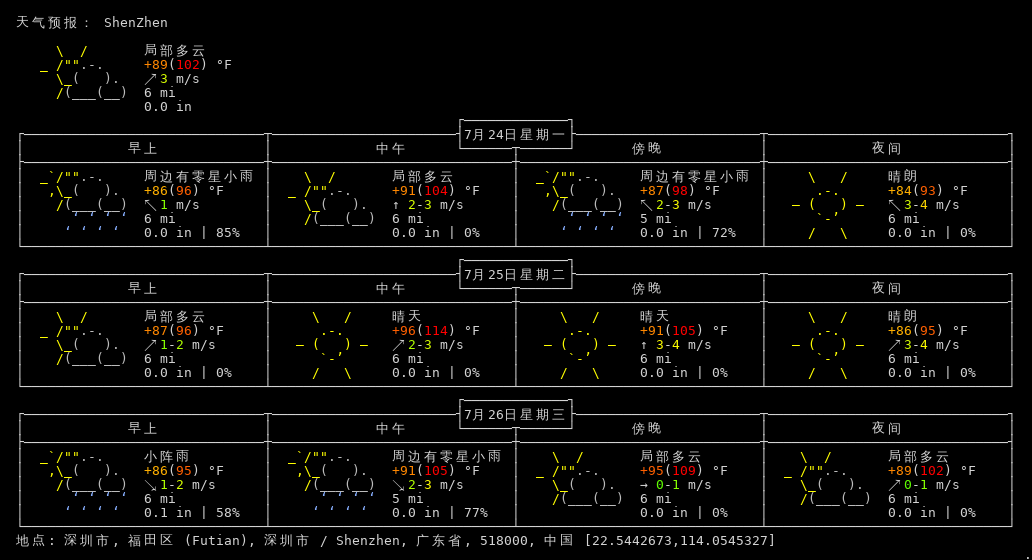 天气预报： ShenZhen
局部多云
+89(102) °F
↗3 m/s
6 mi
0.0 in
7月24日星期一
早上 中午 傍晚 夜间
周边有零星小雨 局部多云 周边有零星小雨 晴朗
+86(96) °F +91(104) °F +87(98) °F +84(93) °F
↖1 m/s ↑ 2-3 m/s ↖2-3 m/s ↖3-4 m/s
6 mi 6 mi 5 mi 6 mi
0.0 in | 85% 0.0 in | 0% 0.0 in | 72% 0.0 in | 0%
7月25日星期二
早上 中午 傍晚 夜间
局部多云 晴天 晴天 晴朗
+87(96) °F +96(114) °F +91(105) °F +86(95) °F
↗1-2 m/s ↗2-3 m/s ↑ 3-4 m/s ↗3-4 m/s
6 mi 6 mi 6 mi 6 mi
0.0 in | 0% 0.0 in | 0% 0.0 in | 0% 0.0 in | 0%
7月26日星期三
早上 中午 傍晚 夜间
小阵雨 周边有零星小雨 局部多云 局部多云
+86(95) °F +91(105) °F +95(109) °F +89(102) °F
↘1-2 m/s ↘2-3 m/s → 0-1 m/s ↗0-1 m/s
6 mi 5 mi 6 mi 6 mi
0.1 in | 58% 0.0 in | 77% 0.0 in | 0% 0.0 in | 0%
地点: 深圳市, 福田区 (Futian), 深圳市 / Shenzhen, 广东省, 518000, 中国 [22.5442673,114.0545327]